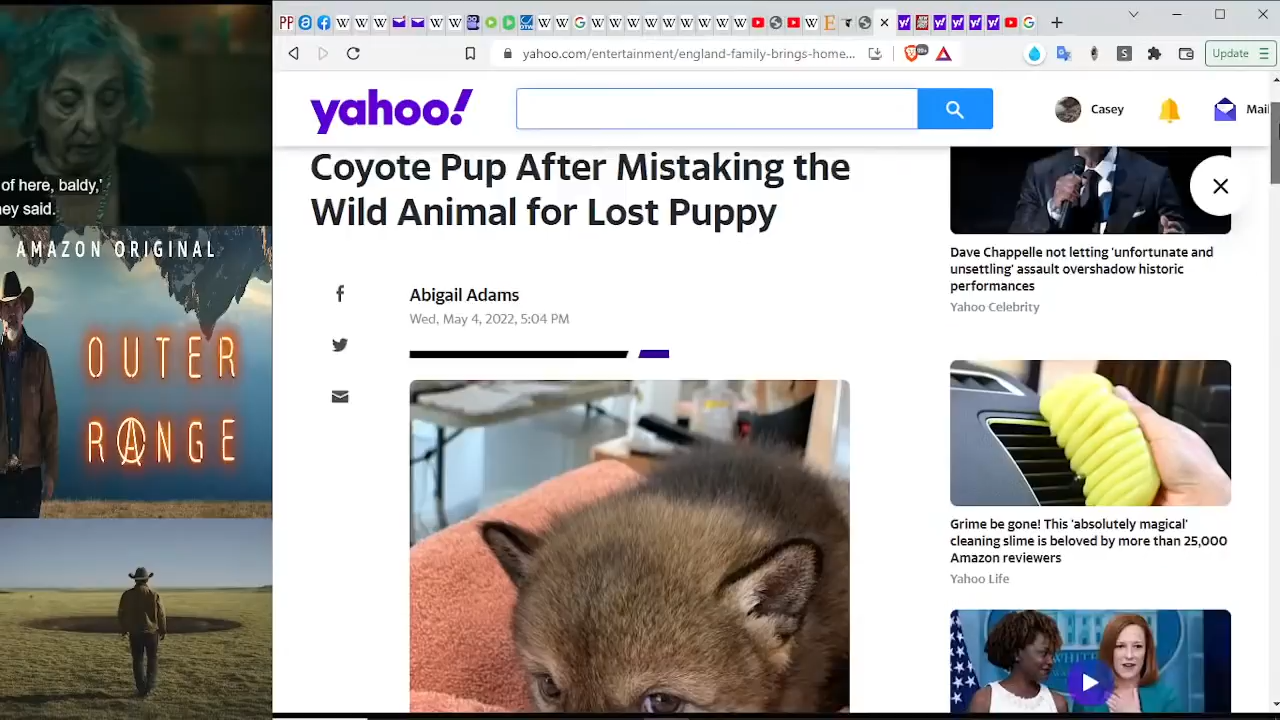 of here, baldy,'
ey said.
AMAZON ORIGINAL
OUTER
RANGE
yahoo.com/entertainment/england-family-brings-home...
99+
Update
yahoo!
Casey
Mail
Coyote Pup After Mistaking the
Wild Animal for Lost Puppy
Abigail Adams
Wed, May 4, 2022, 5:04 PM
Dave Chappelle not letting 'unfortunate and
unsettling' assault overshadow historic
performances
Yahoo Celebrity
Grime be gone! This 'absolutely magical'
cleaning slime is beloved by more than 25,000
Amazon reviewers
Yahoo Life